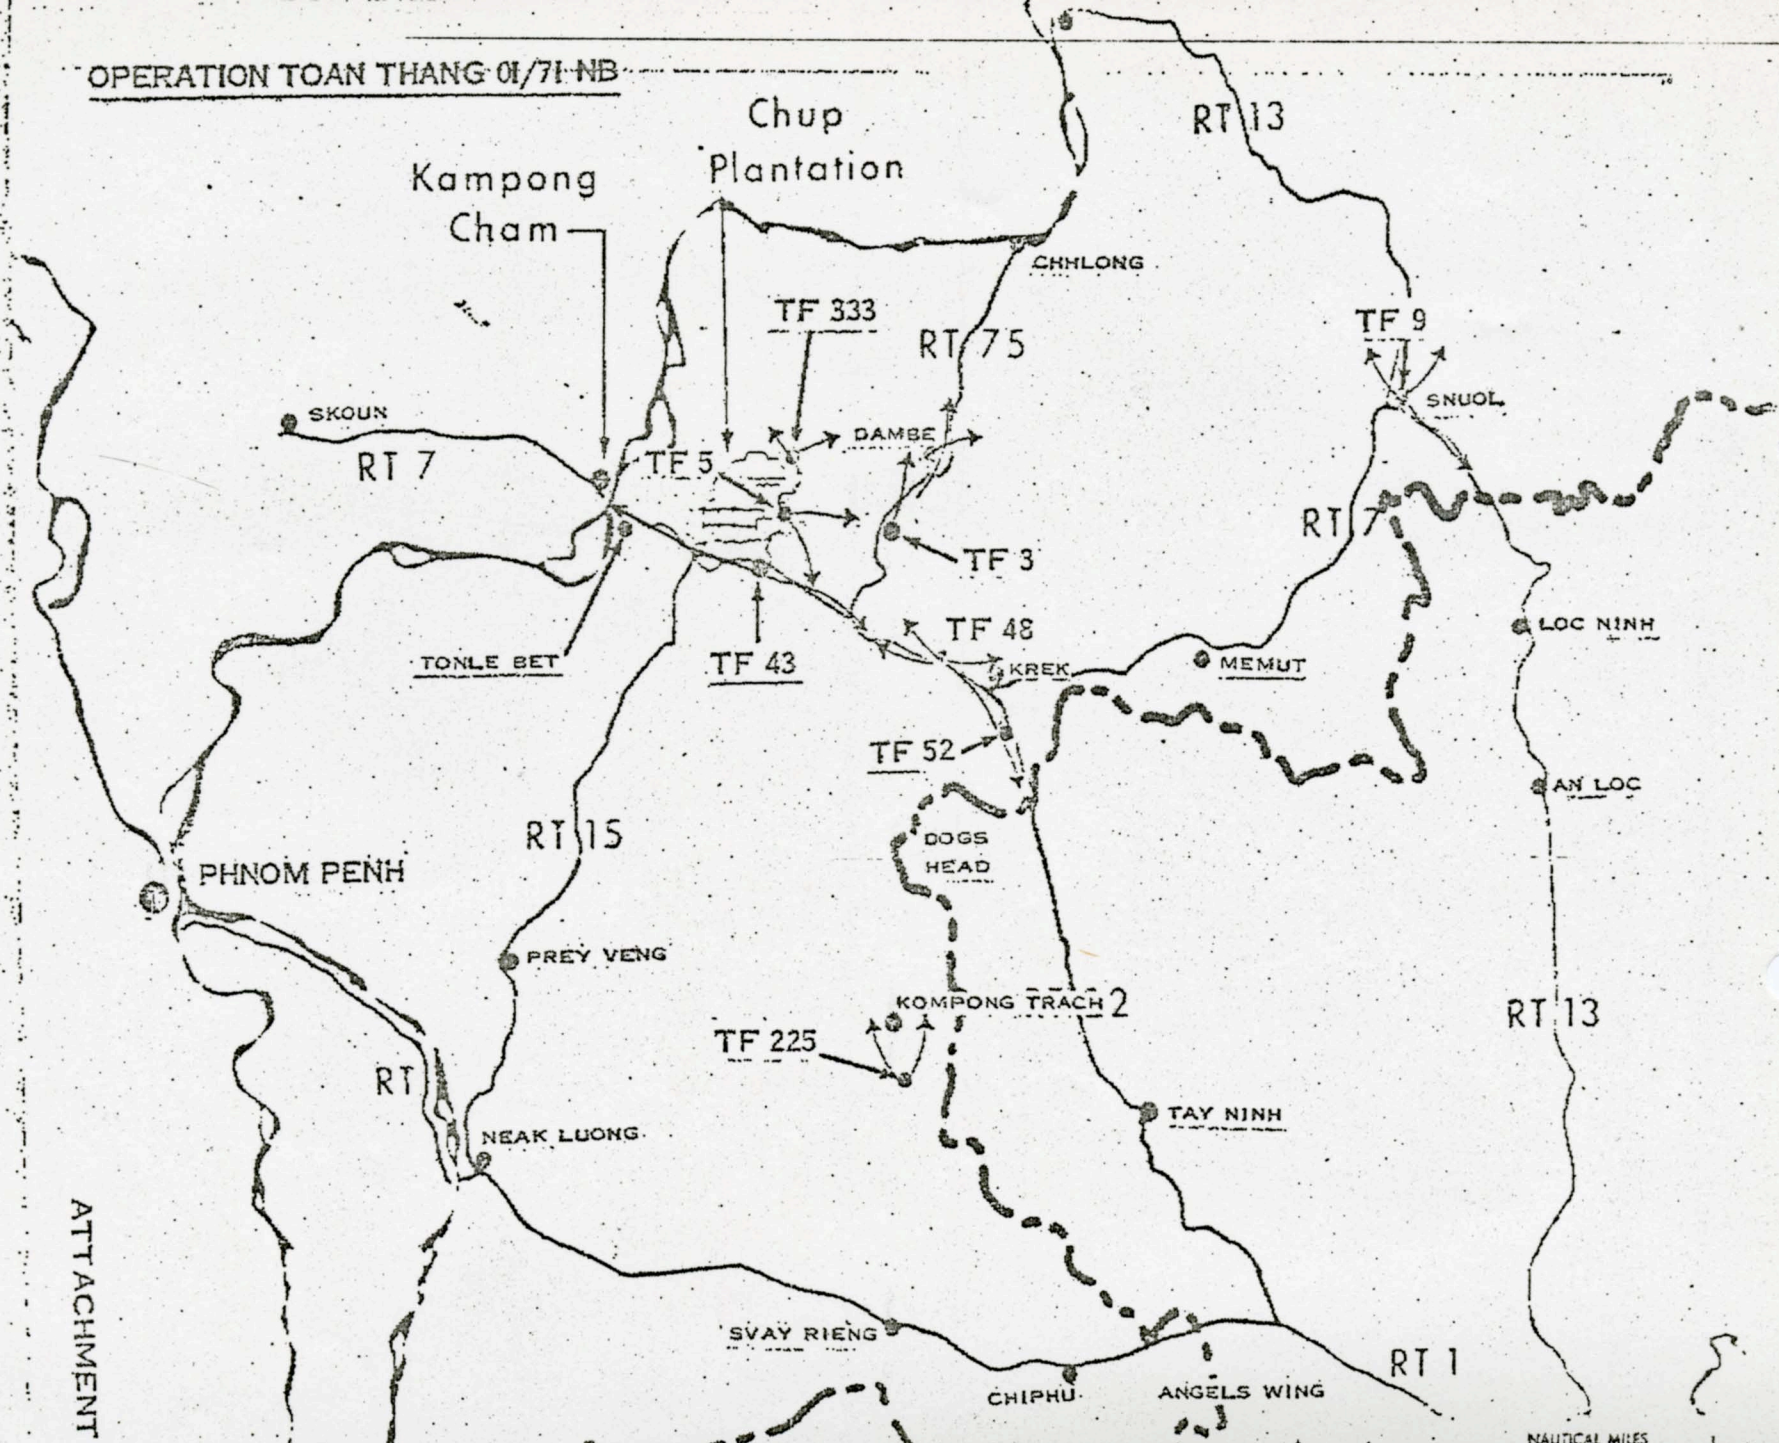 OPERATION TOAN THANG 01/71 NB
Chup
Plantation
RT 13
Kampong
Cham
CHHLONG
TF 333
RT 75
TF 9
SNUOL
SKOUN
RT 7
TF 5
DAMBE
RT 7
TF 3
TF 48
LOC NINH
TONLE BET
TF 43
KREK
MEMUT
TF 52
AN LOC
RT 15
DOGS
HEAD
PHNOM PENH
PREY VENG
KOMPONG TRACH 2
RT 13
TF 225
RT
NEAK LUONG
TAY NINH
ATTACHMENT
SVAY RIENG
RT 1
CHIPHU
ANGELS WING
NAUTICAL MILES